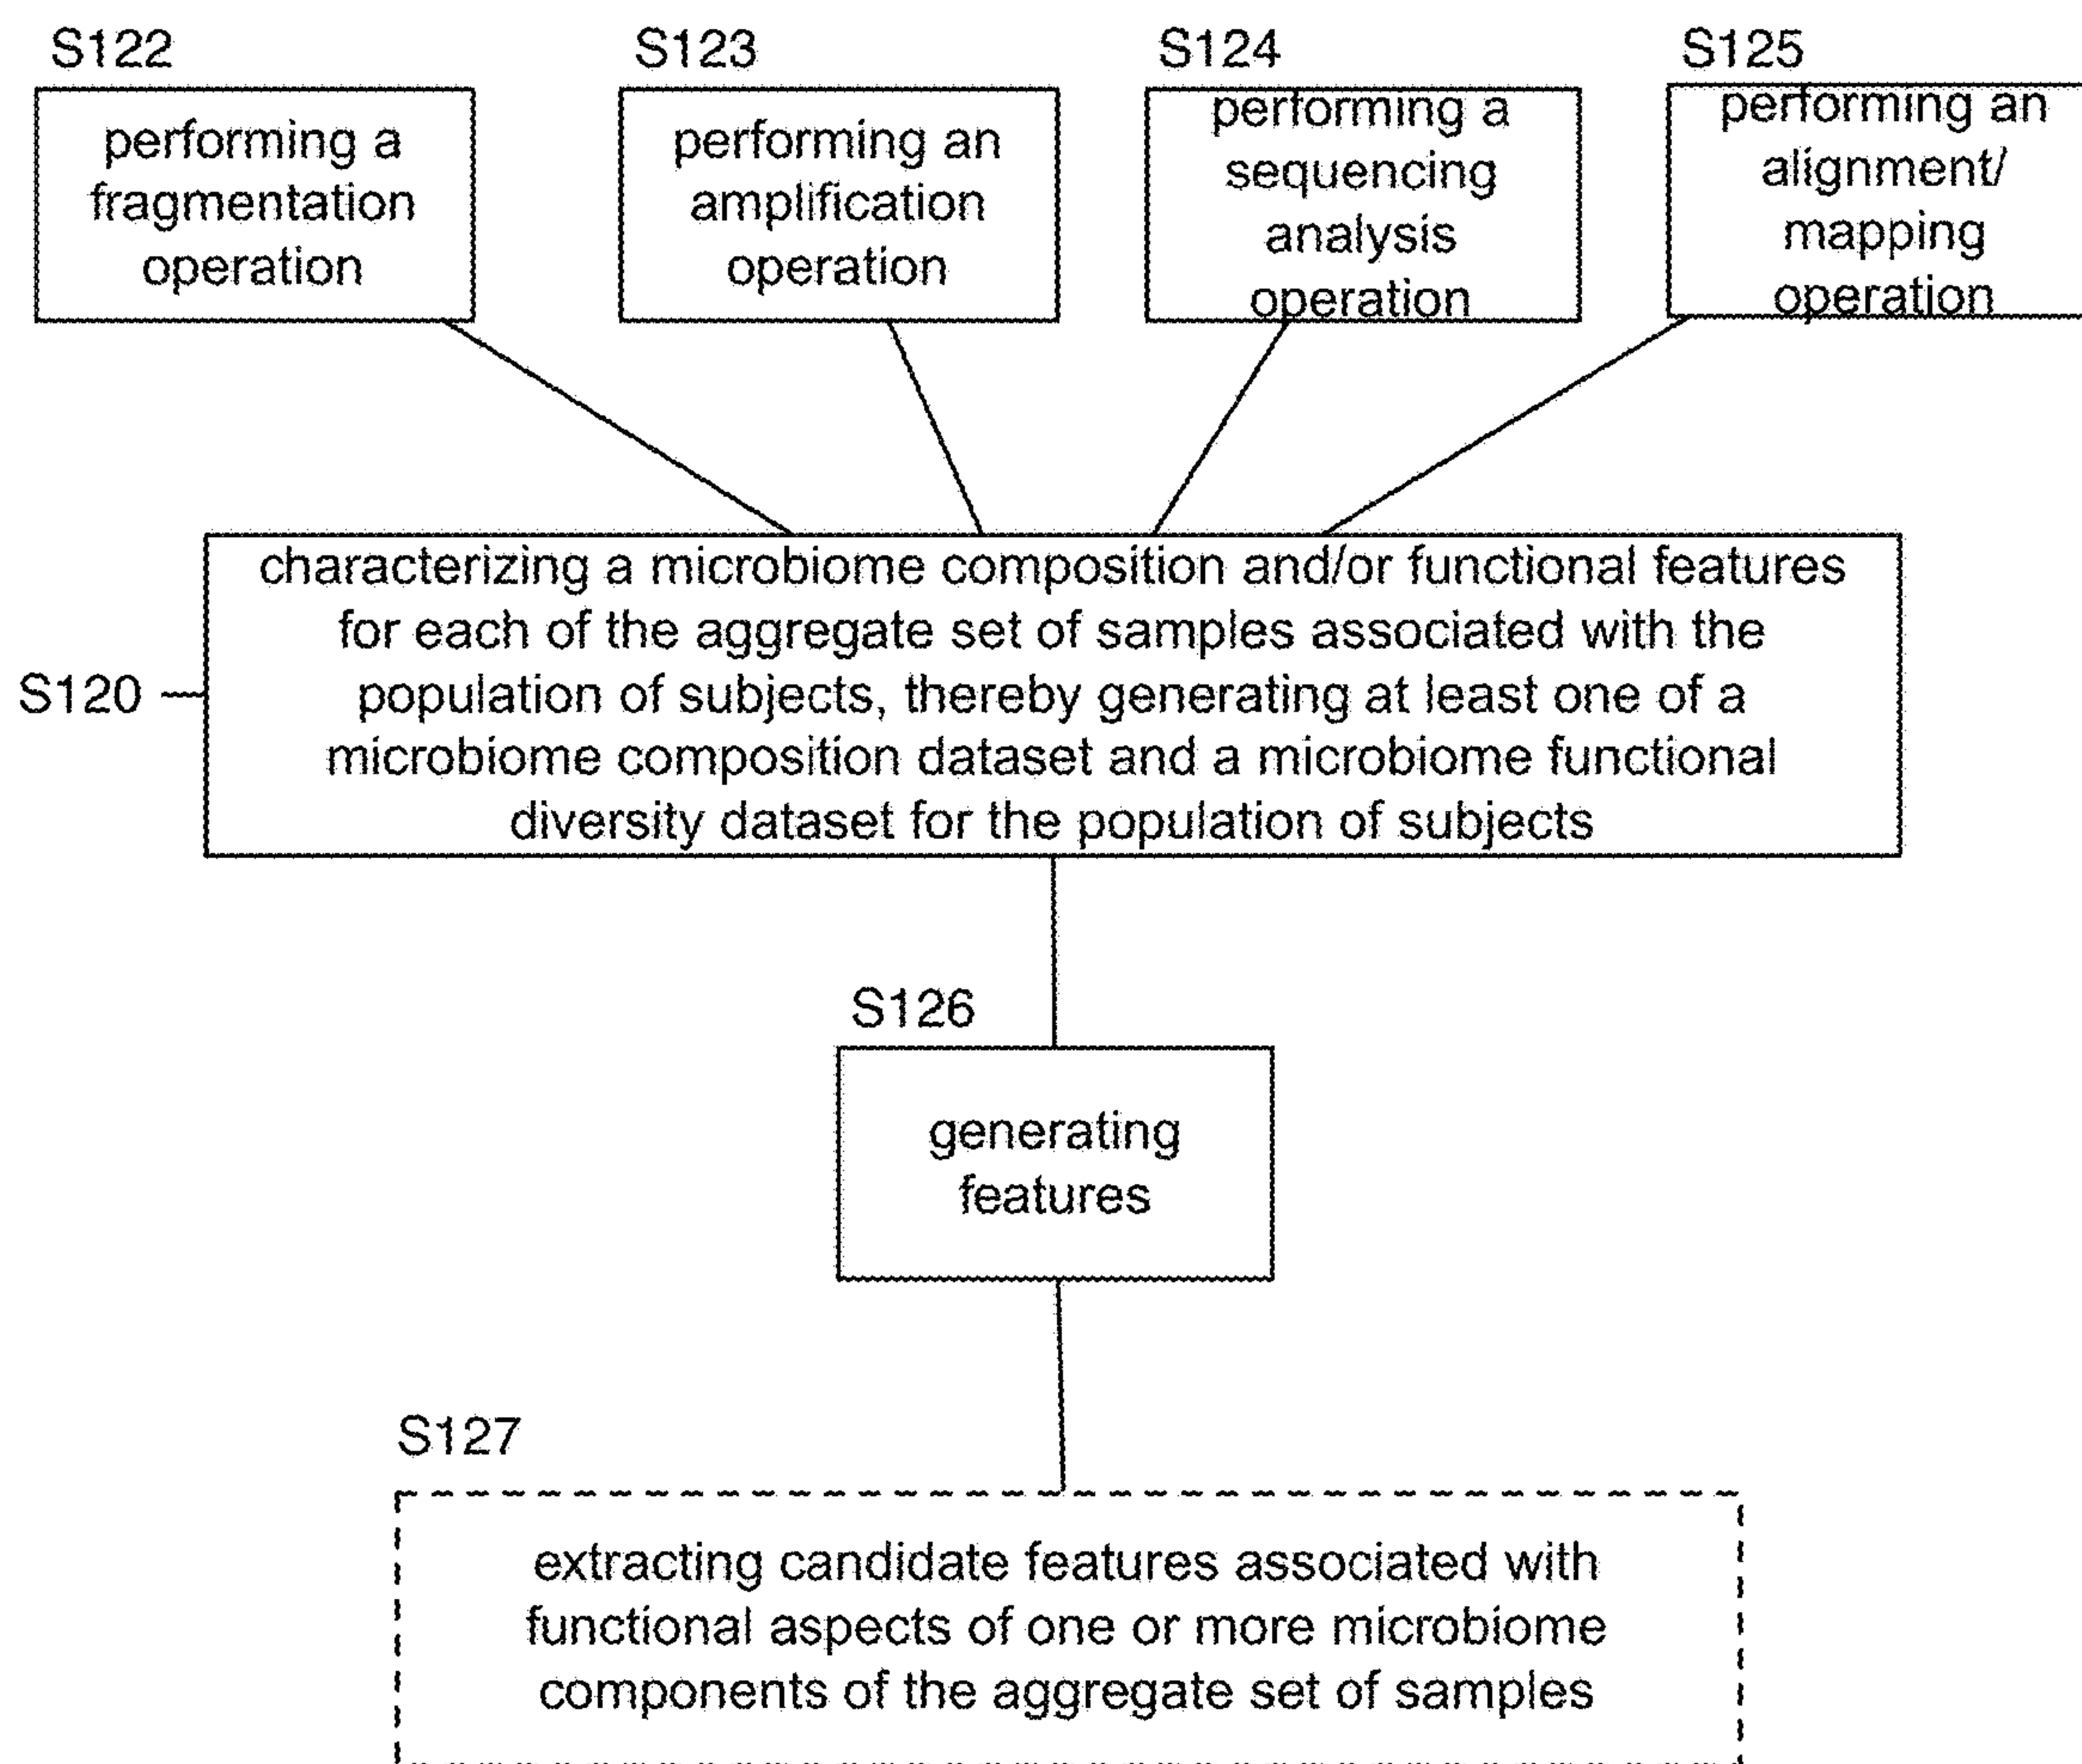 S122
performing a
fragmentation
operation
S123
performing an
amplification
operation
S124
performing a
sequencing
analysis
operation
S125
performing an
alignment/
mapping
operation
S120
characterizing a microbiome composition and/or functional features
for each of the aggregate set of samples associated with the
population of subjects, thereby generating at least one of a
microbiome composition dataset and a microbiome functional
diversity dataset for the population of subjects
S126
generating
features
S127
extracting candidate features associated with
functional aspects of one or more microbiome
components of the aggregate set of samples